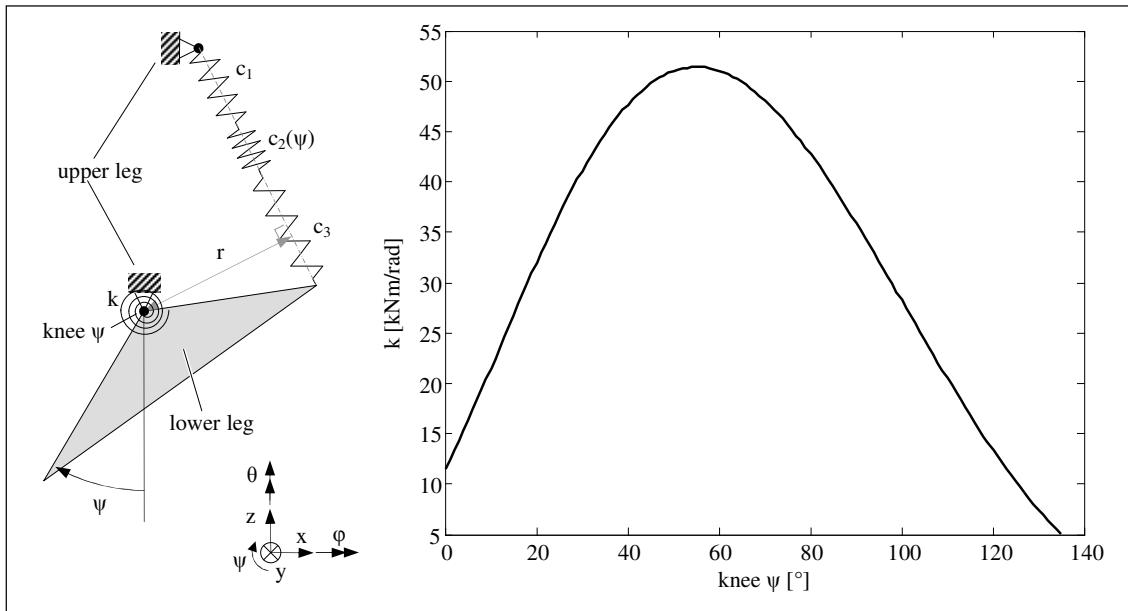 c1
c2(ψ)
upper leg
c3
r
k
knee ψ
lower leg
ψ
θ
z
x
φ
ψ
y
k [kNm/rad]
55
50
45
40
35
30
25
20
15
10
5
0
20
40
60
80
100
120
140
knee ψ [°]